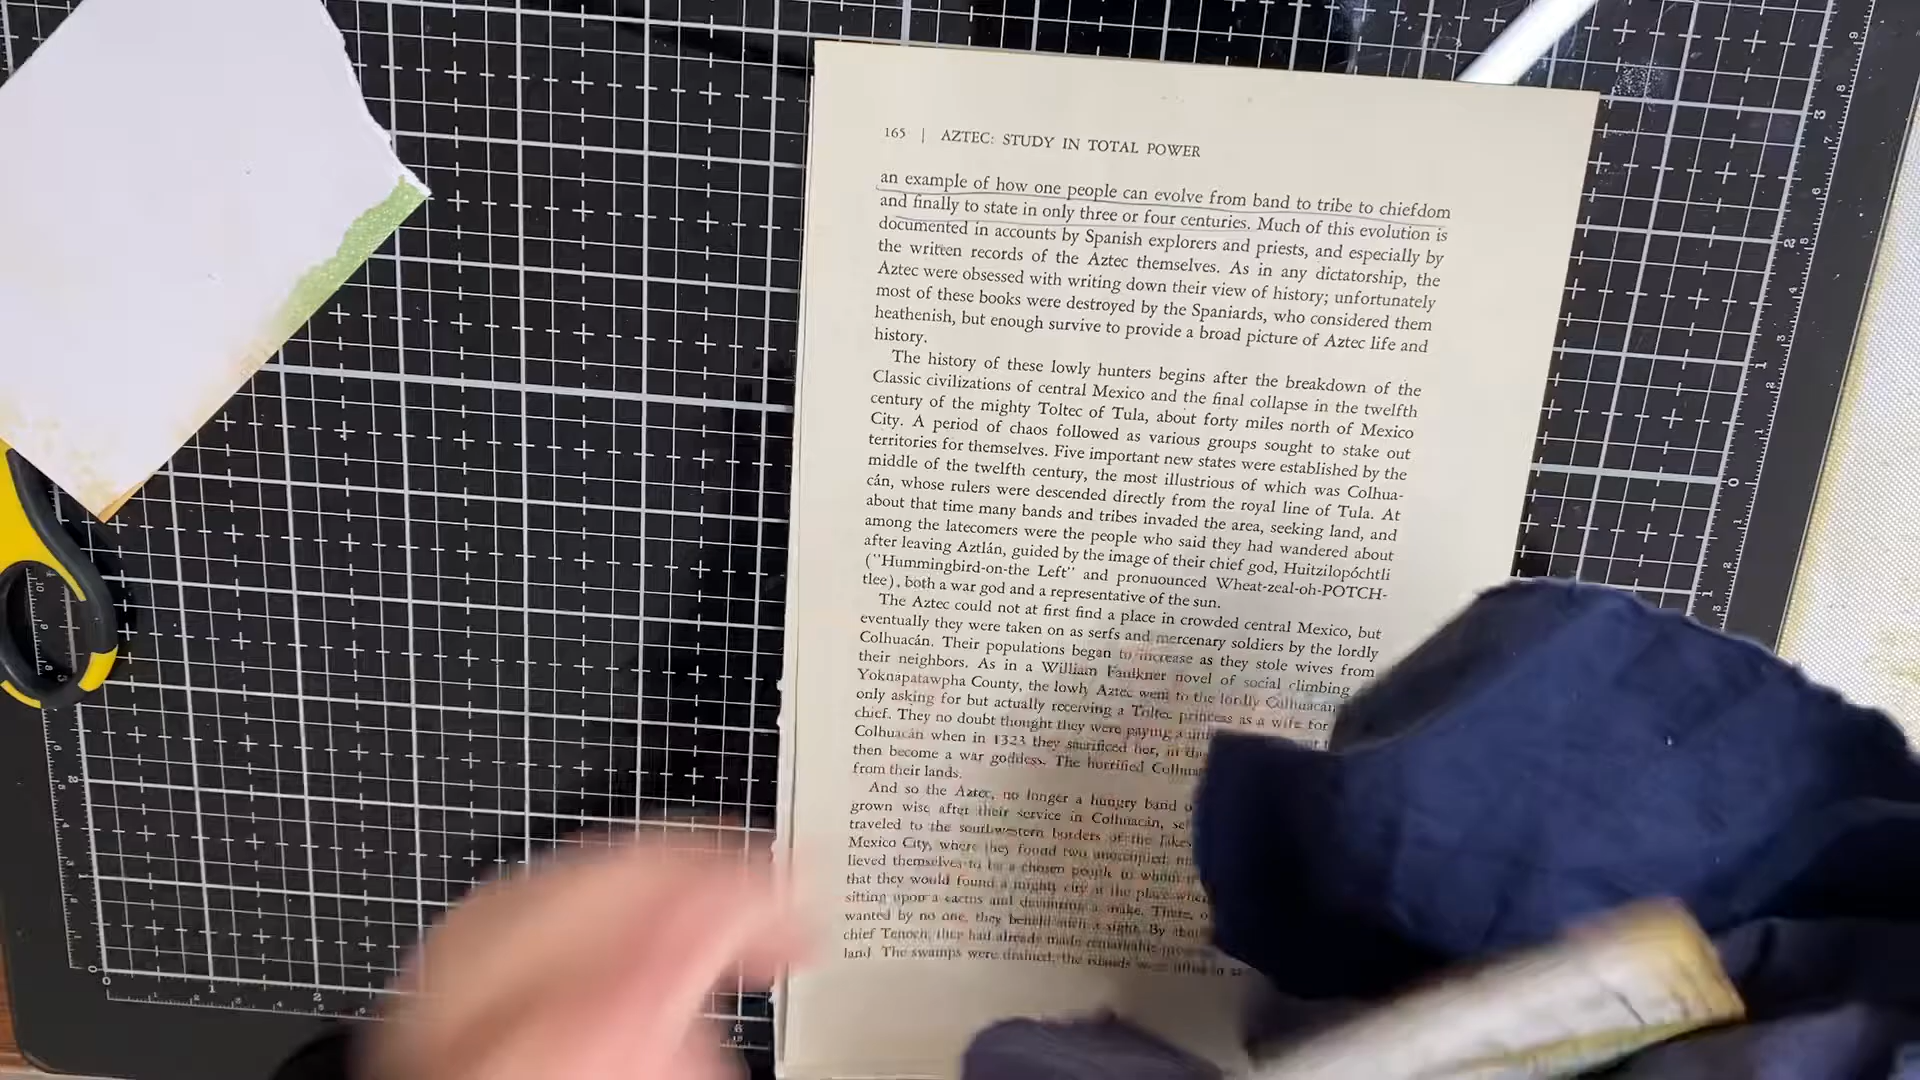 165 | AZTEC: STUDY IN TOTAL POWER
an example of how one people can evolve from band to tribe to chiefdom
and finally to state in only three or four centuries. Much of this evolution is
documented in accounts by Spanish explorers and priests, and especially by
the written records of the Aztec themselves. As in any dictatorship, the
Aztec were obsessed with writing down their view of history; unfortunately
most of these books were destroyed by the Spaniards, who considered them
heathenish, but enough survive to provide a broad picture of Aztec life and
history.
The history of these lowly hunters begins after the breakdown of the
Classic civilizations of central Mexico and the final collapse in the twelfth
century of the mighty Toltec of Tula, about forty miles north of Mexico
City. A period of chaos followed as various groups sought to stake out
territories for themselves. Five important new states were established by the
middle of the twelfth century, the most illustrious of which was Colhua-
cán, whose rulers were descended directly from the royal line of Tula. At
about that time many bands and tribes invaded the area, seeking land, and
among the latecomers were the people who said they had wandered about
after leaving Aztlán, guided by the image of their chief god, Huitzilopóchtli
("Hummingbird-on-the Left" and pronuounced Wheat-zeal-oh-POTCH-
tlee), both a war god and a representative of the sun.
The Aztec could not at first find a place in crowded central Mexico, but
eventually they were taken on as serfs and mercenary soldiers by the lordly
Colhuacán. Their populations began to increase as they stole wives from
their neighbors. As in a William Faulkner novel of social climbing
Yoknapatawpha County, the lowly Aztec went to the lordly Colhuacán,
only asking for but actually receiving a Toltec princess as a wife for
chief. They no doubt thought they were paying a
Colhuacán when in 1323 they sacrificed her, in
then become a war goddess. The horrified
from their lands.
And so the Aztec, no longer a hungry band
grown wise after their service in Colhuacán,
traveled to the southwestern borders of the lakes
Mexico City, where they found two unoccupied
lieved themselves to be a chosen people to whom
that they would found a mighty city at the place
sitting upon a cactus and devouring a snake. There,
wanted by no one, they beheld such a sight. By
chief Tenoch, they had already made remarkable
land. The swamps were drained; the islands were